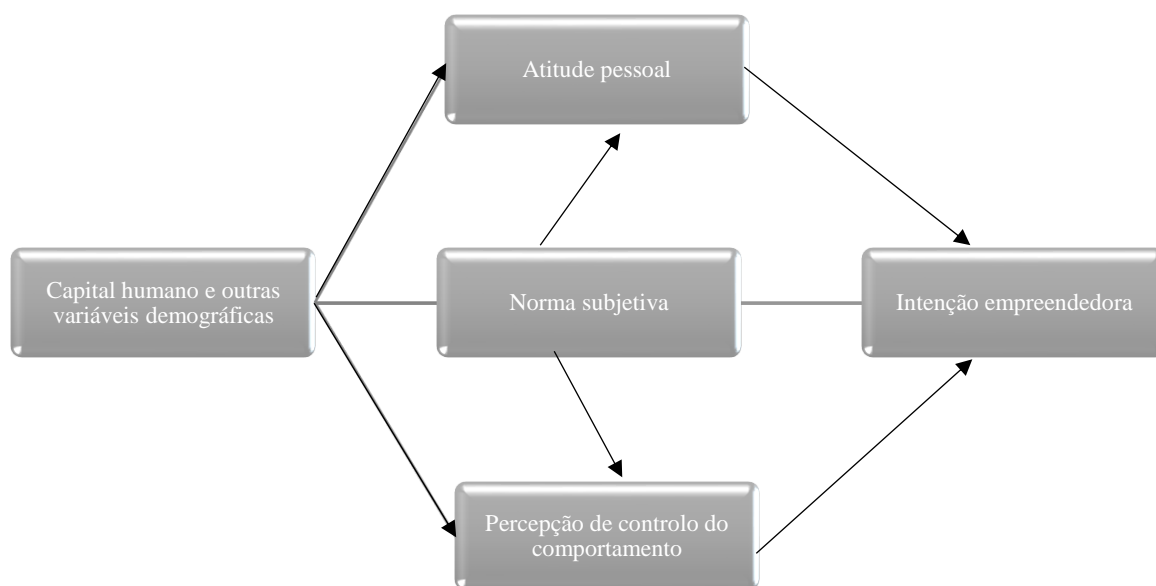 Atitude pessoal
Capital humano e outras
variáveis demográficas
Norma subjetiva
Intenção empreendedora
Percepção de controlo do
comportamento